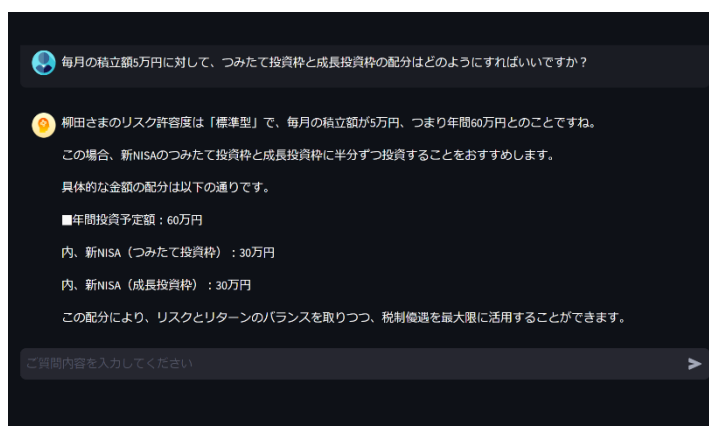 毎月の積立額5万円に対して、つみたて投資枠と成長投資枠の配分はどのようにすればいいですか？
柳田さまのリスク許容度は「標準型」で、毎月の積立額が5万円、つまり年間60万円とのことですね。
この場合、新NISAのつみたて投資枠と成長投資枠に半分ずつ投資することをおすすめします。
具体的な金額の配分は以下の通りです。
■年間投資予定額：60万円
内、新NISA（つみたて投資枠）：30万円
内、新NISA（成長投資枠）：30万円
この配分により、リスクとリターンのバランスを取りつつ、税制優遇を最大限に活用することができます。
ご質問内容を入力してください